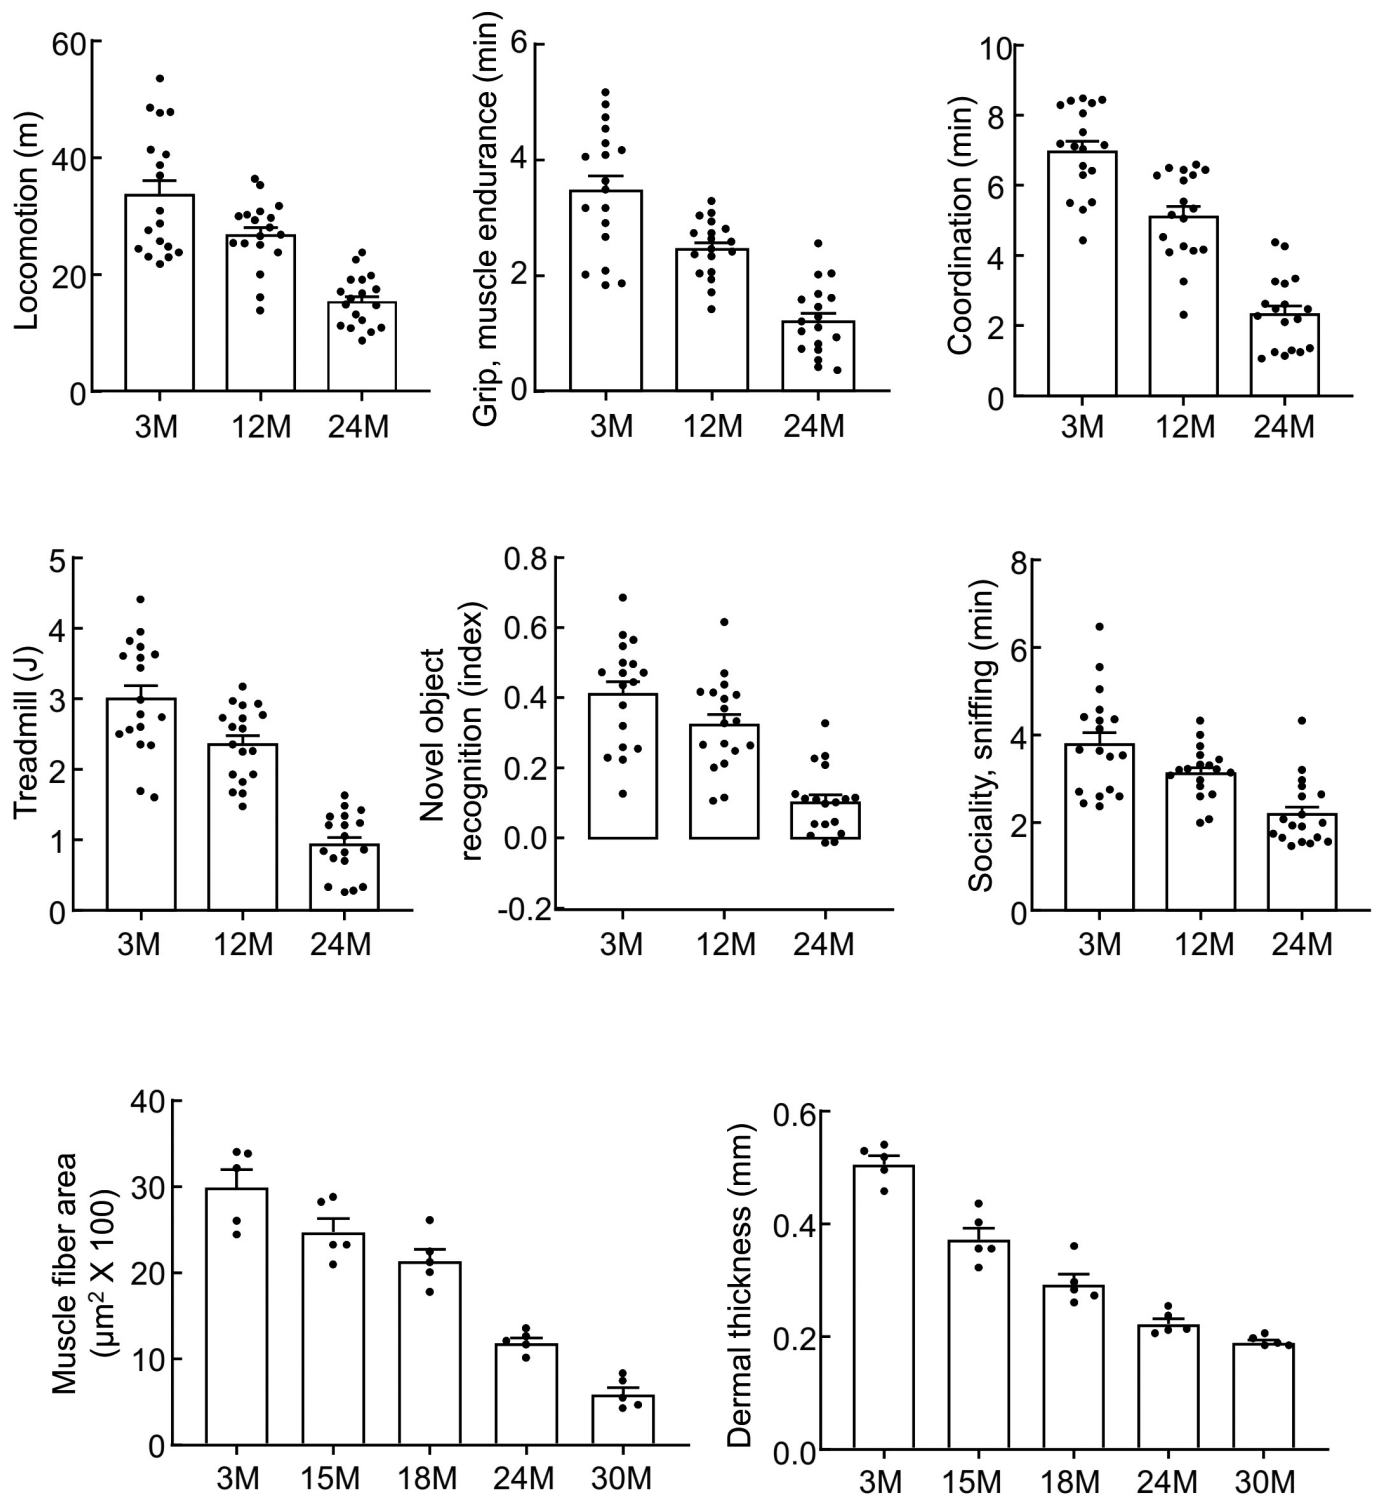 Locomotion (m)
60
40
20
0
3M 12M 24M
Grip, muscle endurance (min)
6
4
2
0
3M 12M 24M
Coordination (min)
10
8
6
4
2
0
3M 12M 24M
Treadmill (J)
5
4
3
2
1
0
3M 12M 24M
Novel object
recognition (index)
0.8
0.6
0.4
0.2
0.0
-0.2
3M 12M 24M
Sociality, sniffing (min)
8
6
4
2
0
3M 12M 24M
Muscle fiber area
(µm² X 100)
40
30
20
10
0
3M 15M 18M 24M 30M
Dermal thickness (mm)
0.6
0.4
0.2
0.0
3M 15M 18M 24M 30M